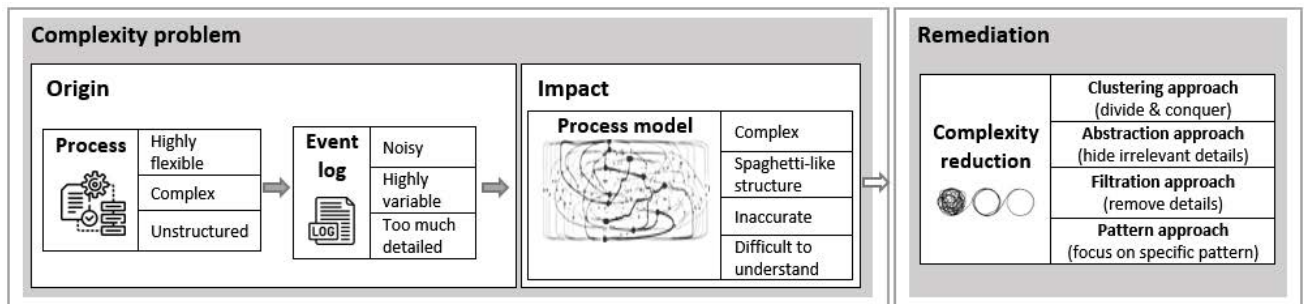 Complexity problem
Origin
Process
Highly
flexible
Complex
Unstructured
Event
log
LOG
Noisy
Highly
variable
Too much
detailed
Impact
Process model
Complex
Spaghetti-like
structure
Inaccurate
Difficult to
understand
Remediation
Complexity
reduction
Clustering approach
(divide & conquer)
Abstraction approach
(hide irrelevant details)
Filtration approach
(remove details)
Pattern approach
(focus on specific pattern)